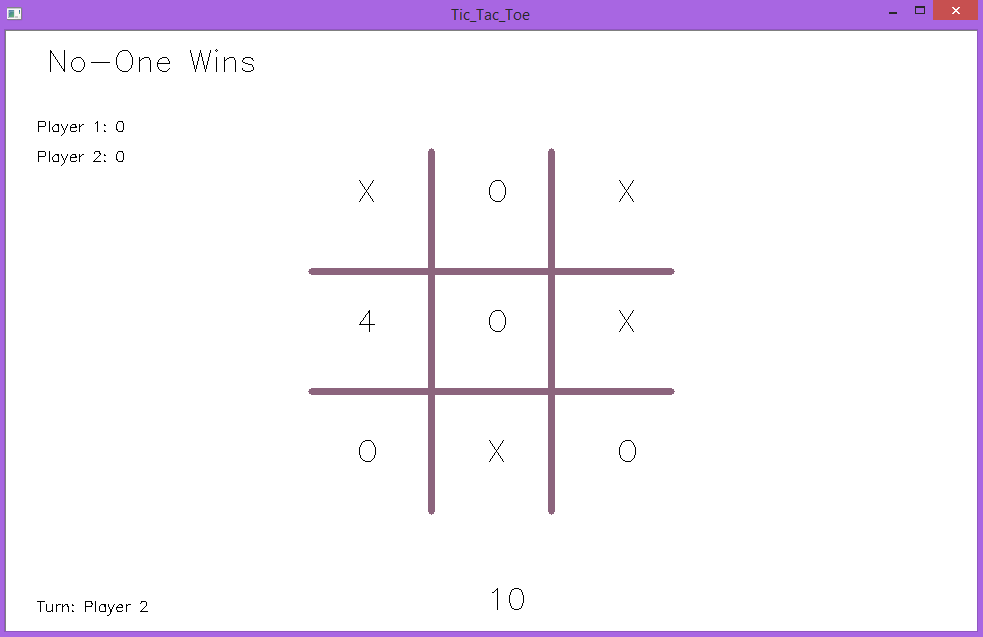 Tic_Tac_Toe
No-One Wins
Player 1: 0
Player 2: 0
X O X
4 O X
O X O
10
Turn: Player 2